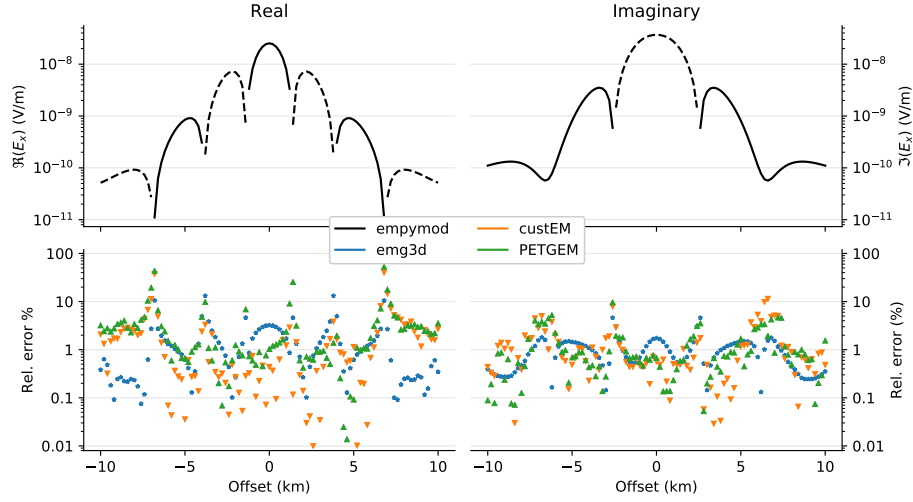 Real Imaginary
ℜ(Eₓ) (V/m)
10⁻⁸
10⁻⁹
10⁻¹⁰
10⁻¹¹
10⁻⁸
10⁻⁹
10⁻¹⁰
10⁻¹¹
ℑ(Eₓ) (V/m)
empymod custEM
emg3d PETGEM
Rel. error %
100
10
1
0.1
0.01
100
10
1
0.1
0.01
Rel. error (%)
−10 −5 0 5 10 −10 −5 0 5 10
Offset (km) Offset (km)